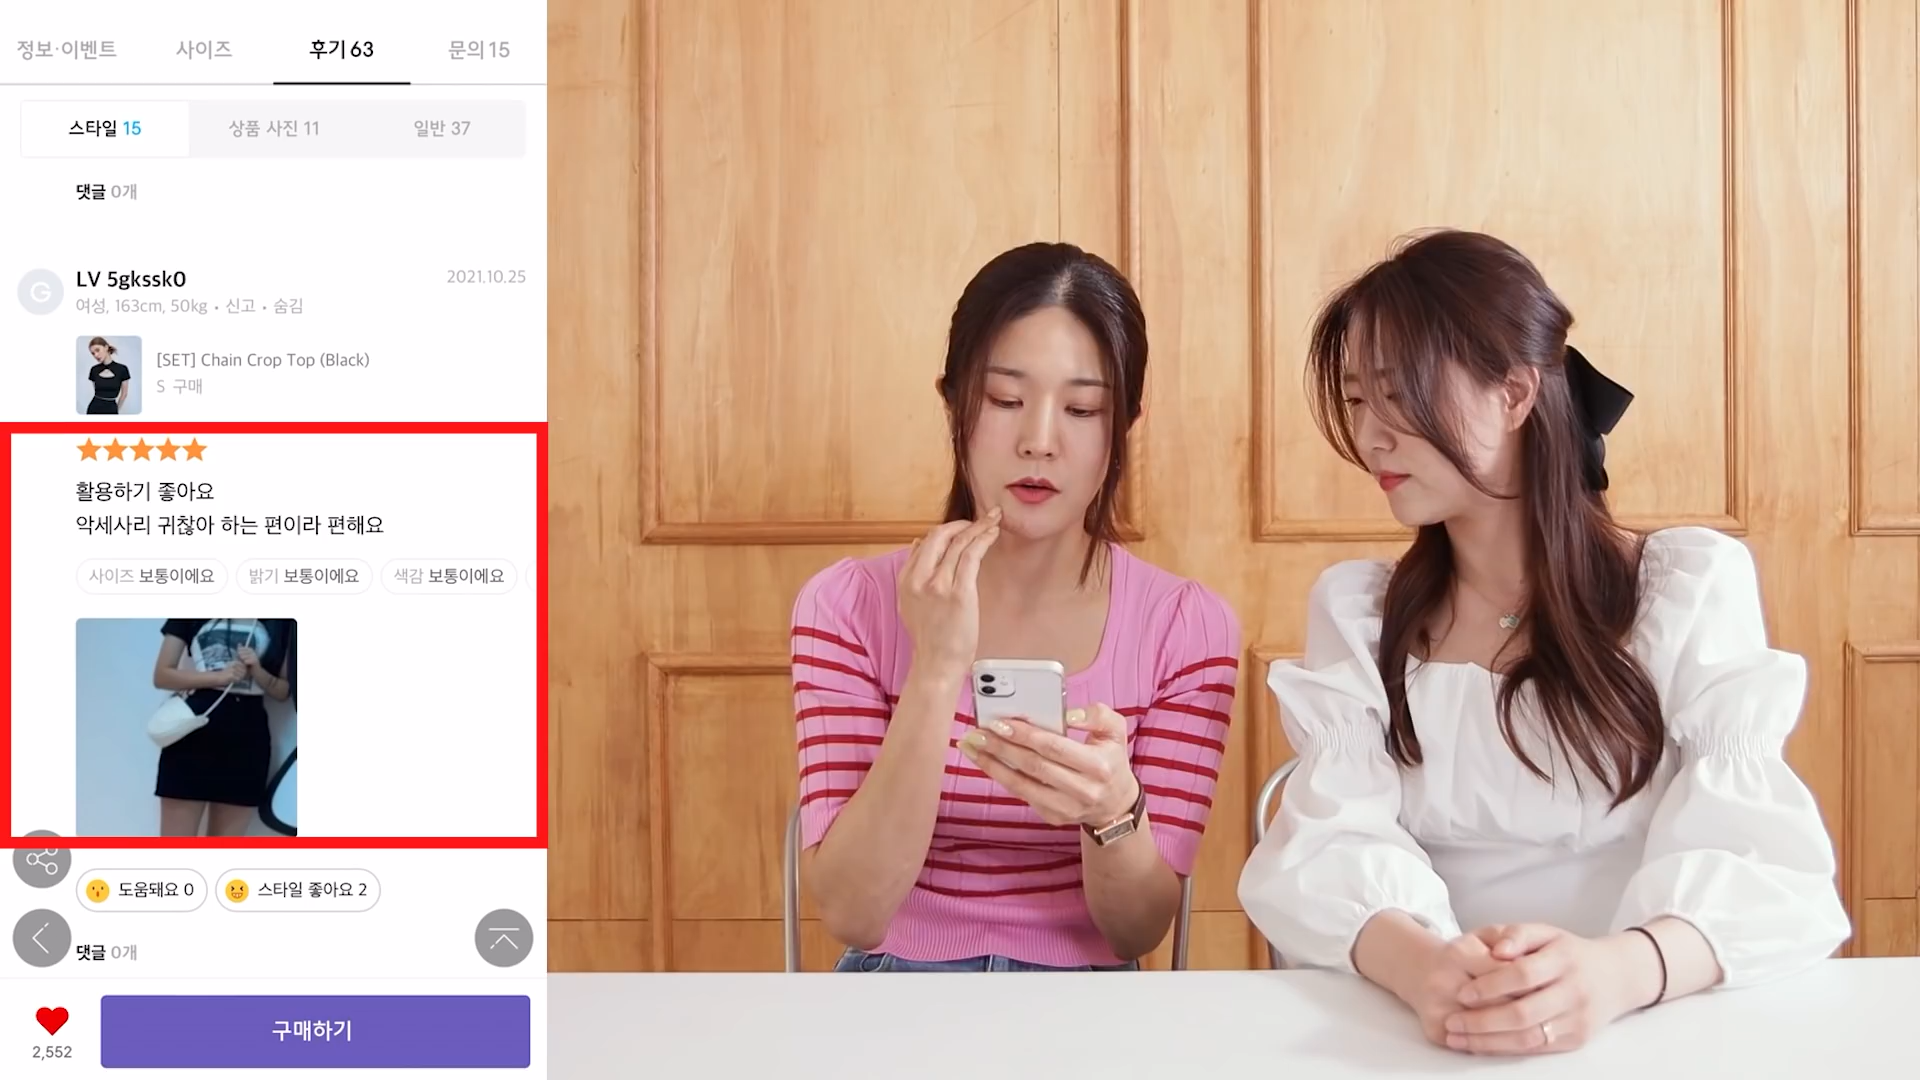 정보·이벤트 사이즈 후기 63 문의 15
스타일 15 상품 사진 11 일반 37
댓글 0개
G
LV 5gkssk0 2021.10.25
여성, 163cm, 50kg • 신고 • 숨김
[SET] Chain Crop Top (Black)
S 구매
활용하기 좋아요
악세사리 귀찮아 하는 편이라 편해요
사이즈 보통이에요 밝기 보통이에요 색감 보통이에요
도움돼요 0 스타일 좋아요 2
댓글 0개
2,552 구매하기